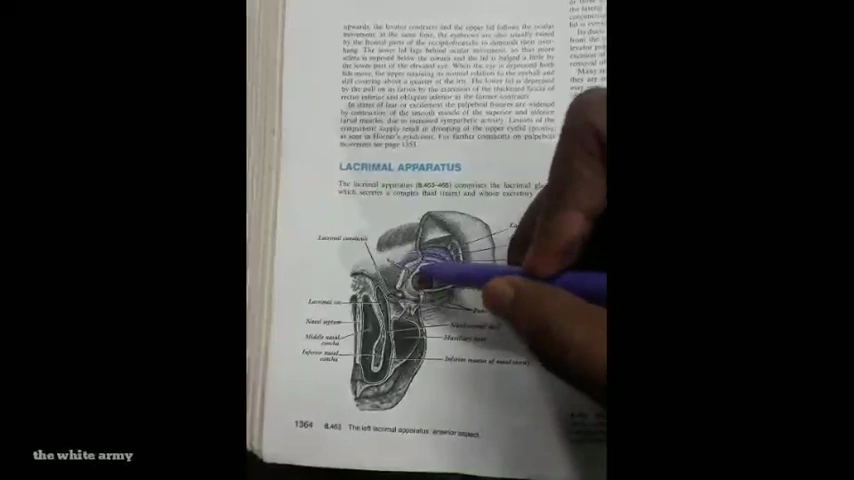 upwards, the levator contracts and the upper lid follows the ocular
movement. at the same time, the eyebrows are also usually raised
by the frontal parts of the occipitofrontalis to diminish their over-
hang. The lower lid lags behind ocular movement, so that more
sclera is exposed below the cornea and the lid is bulged a little by
the lower part of the elevated eye. When the eye is depressed both
lids move, the upper retaining its normal relation to the eyeball and
still covering about a quarter of the iris. The lower lid is depressed
by the pull on its fascia by the extension of the thickened fascia of
rectus inferior and obliquus inferior as the former contracts.
In states of fear or excitement the palpebral fissures are widened
by contraction of the smooth muscle of the superior and inferior
tarsal muscles, due to increased sympathetic activity. Lesions of the
sympathetic supply result in drooping of the upper eyelid (ptosis),
as seen in Horner's syndrome. For further comments on palpebral
movement see page 1353.
LACRIMAL APPARATUS
The lacrimal apparatus (8.453-455) comprises the lacrimal
which secretes a complex fluid (tears) and whose excretory
Lacrimal canaliculi
Lacrimal sac
Nasal septum
Middle nasal
concha
Inferior nasal
concha
Nasolacrimal duct
Maxillary sinus
Inferior meatus of nasal cavity
1364 8.453 The left lacrimal apparatus: anterior aspect.
the white army